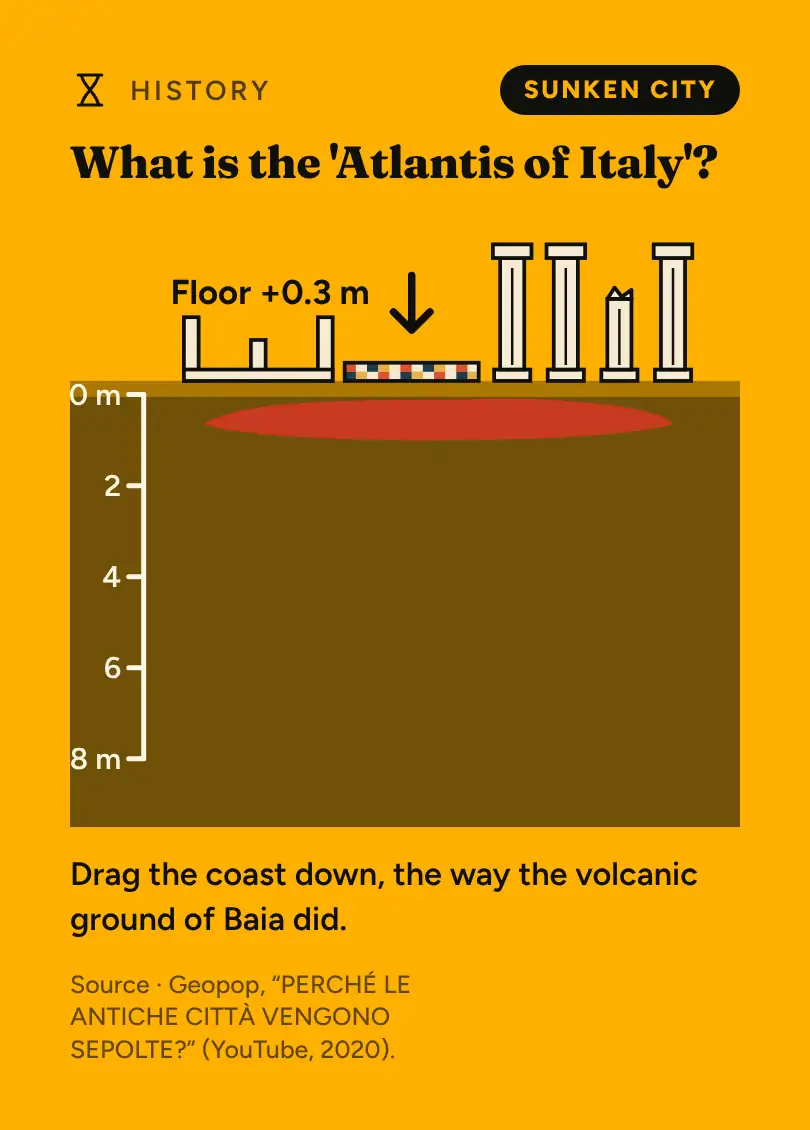 HISTORY
SUNKEN CITY
What is the 'Atlantis of Italy'?
Floor +0.3 m
0 m
2
4
6
8 m
Drag the coast down, the way the volcanic
ground of Baia did.
Source · Geopop, “PERCHÉ LE
ANTICHE CITTÀ VENGONO
SEPOLTE?” (YouTube, 2020).